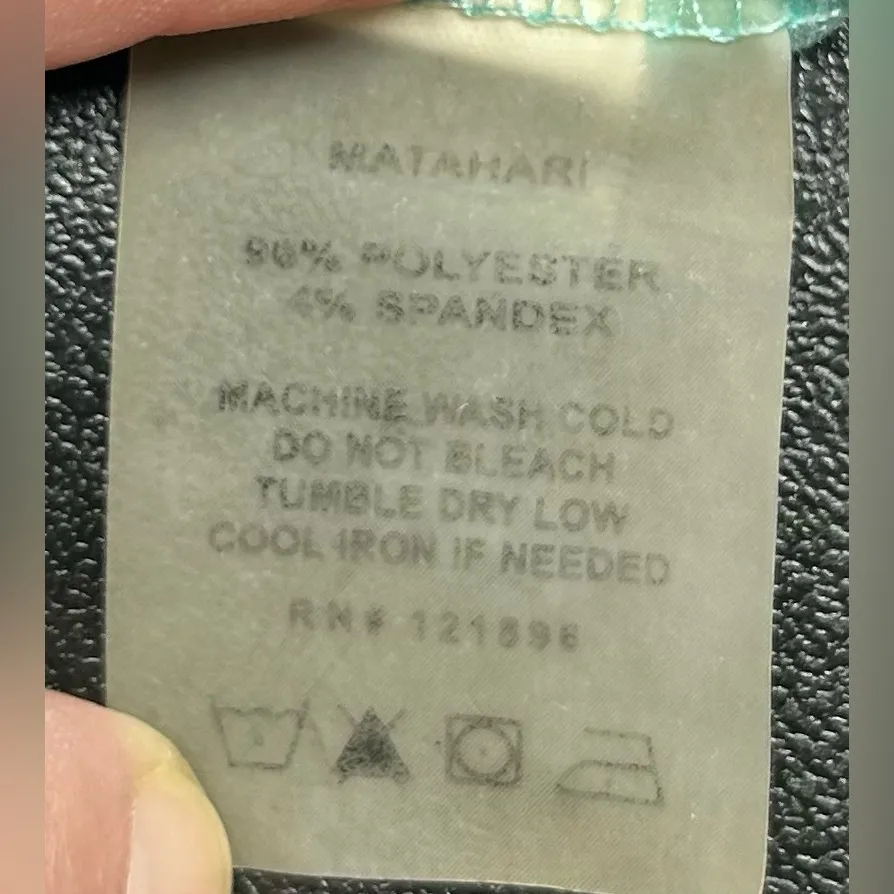 MATAHARI
96% POLYESTER
4% SPANDEX
MACHINE WASH COLD
DO NOT BLEACH
TUMBLE DRY LOW
COOL IRON IF NEEDED
RN# 121896